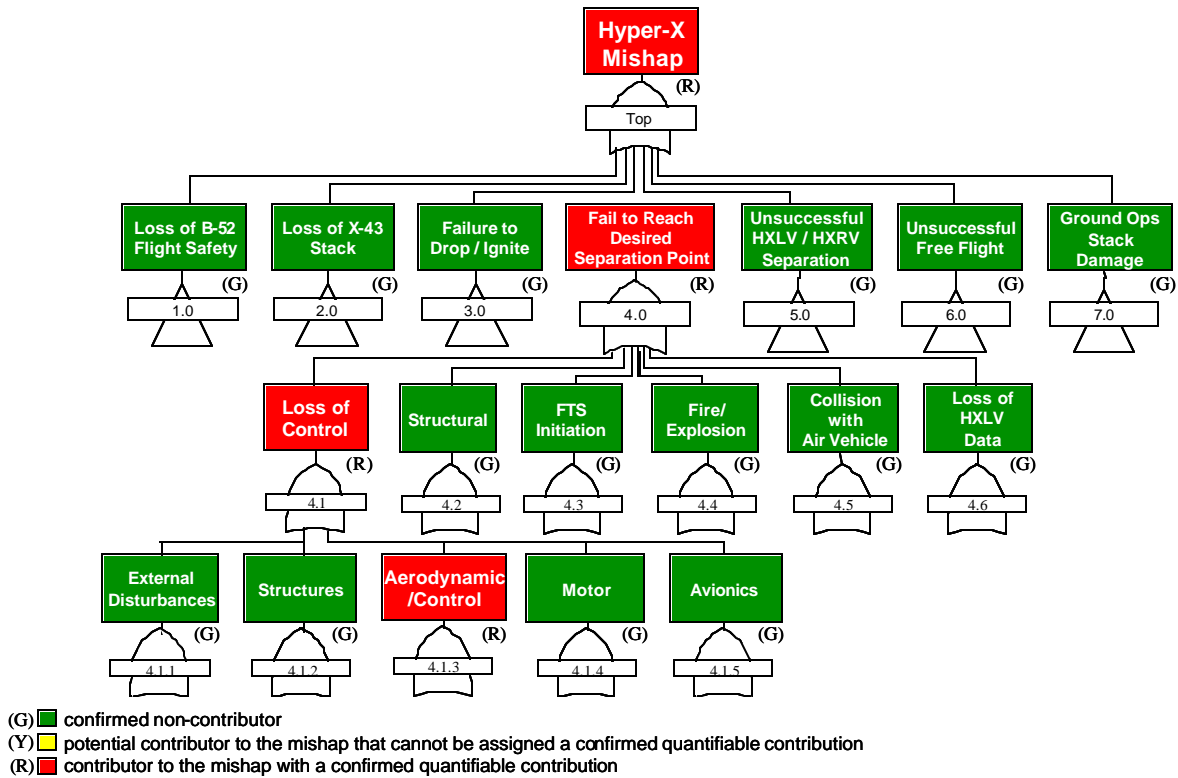 Hyper-X
Mishap
(R)
Top
Loss of B-52
Flight Safety
(G)
1.0
Loss of X-43
Stack
(G)
2.0
Failure to
Drop / Ignite
(G)
3.0
Fail to Reach
Desired
Separation Point
(R)
4.0
Unsuccessful
HXLV / HXRV
Separation
(G)
5.0
Unsuccessful
Free Flight
(G)
6.0
Ground Ops
Stack
Damage
(G)
7.0
Loss of
Control
(R)
4.1
Structural
(G)
4.2
FTS
Initiation
(G)
4.3
Fire/
Explosion
(G)
4.4
Collision
with
Air Vehicle
(G)
4.5
Loss of
HXLV
Data
(G)
4.6
External
Disturbances
(G)
4.1.1
Structures
(G)
4.1.2
Aerodynamic
/Control
(R)
4.1.3
Motor
(G)
4.1.4
Avionics
(G)
4.1.5
(G) confirmed non-contributor
(Y) potential contributor to the mishap that cannot be assigned a confirmed quantifiable contribution
(R) contributor to the mishap with a confirmed quantifiable contribution